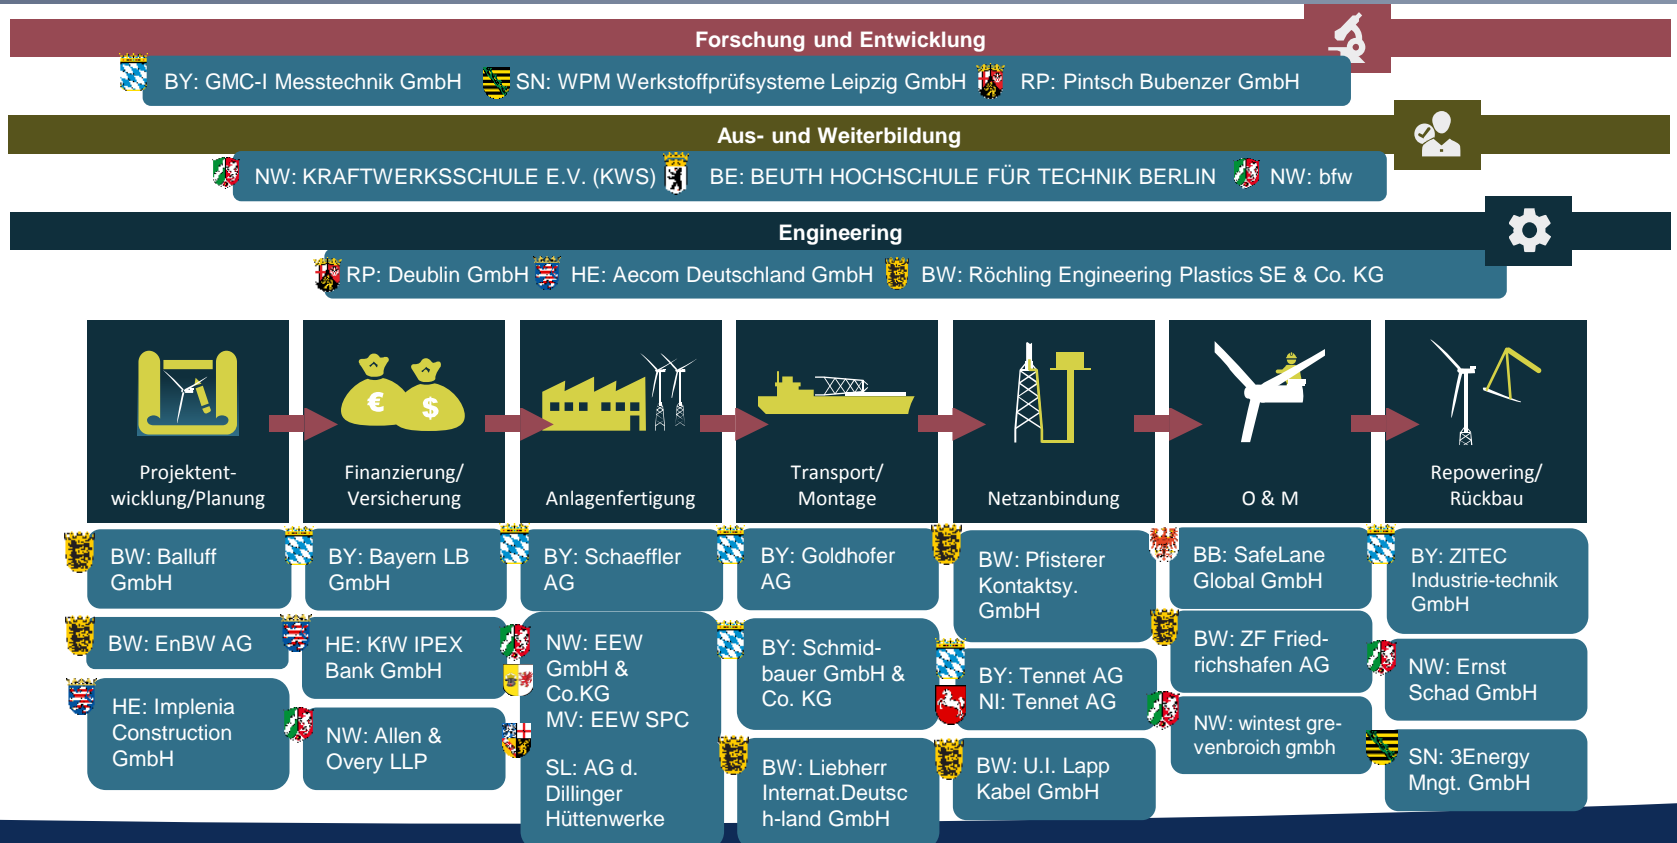 Forschung und Entwicklung
BY: GMC-I Messtechnik GmbH SN: WPM Werkstoffprüfsysteme Leipzig GmbH RP: Pintsch Bubenzer GmbH
Aus- und Weiterbildung
NW: KRAFTWERKSSCHULE E.V. (KWS) BE: BEUTH HOCHSCHULE FÜR TECHNIK BERLIN NW: bfw
Engineering
RP: Deublin GmbH HE: Aecom Deutschland GmbH BW: Röchling Engineering Plastics SE & Co. KG
€ $
Projektent-
wicklung/Planung
Finanzierung/
Versicherung
Anlagenfertigung
Transport/
Montage
Netzanbindung
O & M
Repowering/
Rückbau
BW: Balluff
GmbH
BW: EnBW AG
HE: Implenia
Construction
GmbH
BY: Bayern LB
GmbH
HE: KfW IPEX
Bank GmbH
NW: Allen &
Overy LLP
BY: Schaeffler
AG
NW: EEW
GmbH &
Co.KG
MV: EEW SPC
SL: AG d.
Dillinger
Hüttenwerke
BY: Goldhofer
AG
BY: Schmid-
bauer GmbH &
Co. KG
BW: Liebherr
Internat.Deutsc
h-land GmbH
BW: Pfisterer
Kontaktsy.
GmbH
BY: Tennet AG
NI: Tennet AG
BW: U.I. Lapp
Kabel GmbH
BB: SafeLane
Global GmbH
BW: ZF Fried-
richshafen AG
NW: wintest gre-
venbroich gmbh
BY: ZITEC
Industrie-technik
GmbH
NW: Ernst
Schad GmbH
SN: 3Energy
Mngt. GmbH